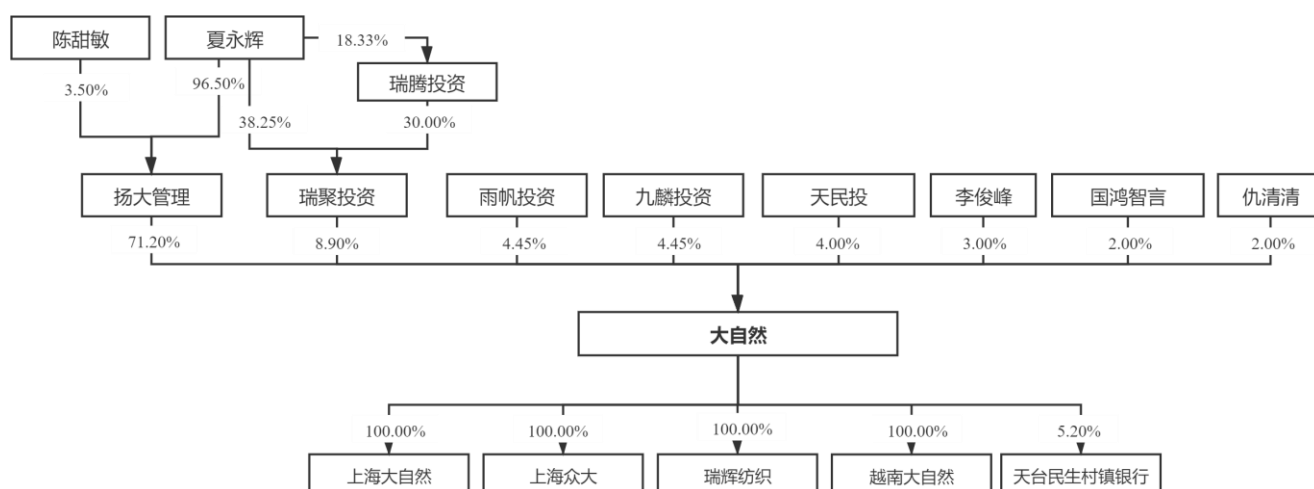 陈甜敏
夏永辉
18.33%
瑞腾投资
3.50%
96.50%
38.25%
30.00%
扬大管理
瑞聚投资
雨帆投资
九麟投资
天民投
李俊峰
国鸿智言
仇清清
71.20%
8.90%
4.45%
4.45%
4.00%
3.00%
2.00%
2.00%
大自然
100.00%
100.00%
100.00%
100.00%
5.20%
上海大自然
上海众大
瑞辉纺织
越南大自然
天台民生村镇银行